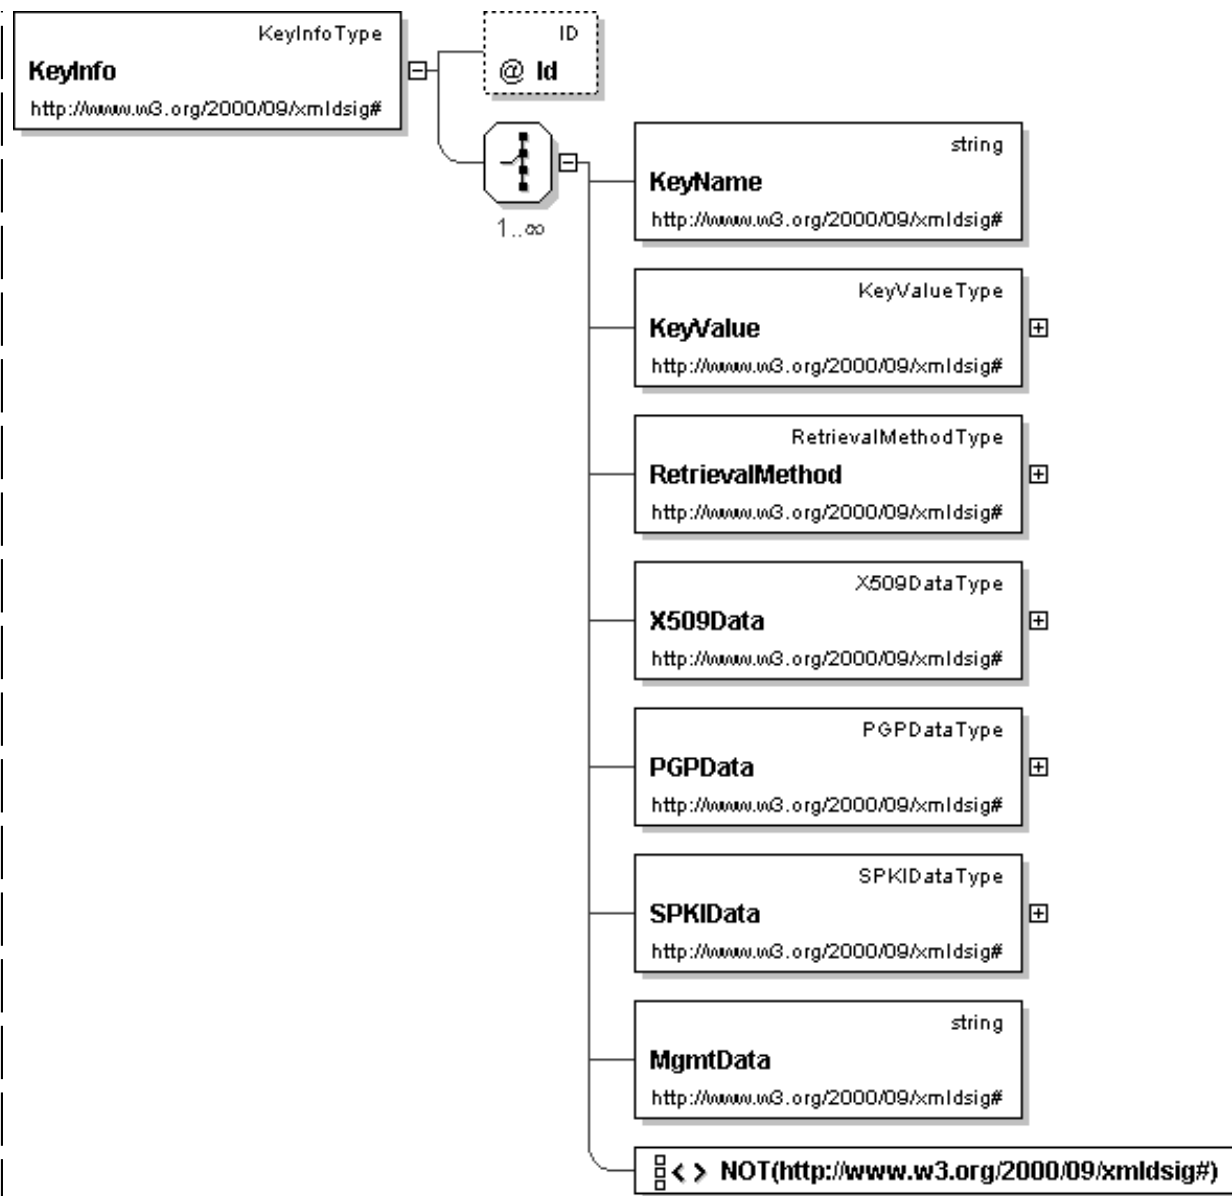 KeyInfoType
KeyInfo
http://www.w3.org/2000/09/xmldsig#
ID
@ Id
1..∞
string
KeyName
http://www.w3.org/2000/09/xmldsig#
KeyValueType
KeyValue
http://www.w3.org/2000/09/xmldsig#
RetrievalMethodType
RetrievalMethod
http://www.w3.org/2000/09/xmldsig#
X509DataType
X509Data
http://www.w3.org/2000/09/xmldsig#
PGPDataType
PGPData
http://www.w3.org/2000/09/xmldsig#
SPKIDataType
SPKIData
http://www.w3.org/2000/09/xmldsig#
string
MgmtData
http://www.w3.org/2000/09/xmldsig#
< > NOT(http://www.w3.org/2000/09/xmldsig#)